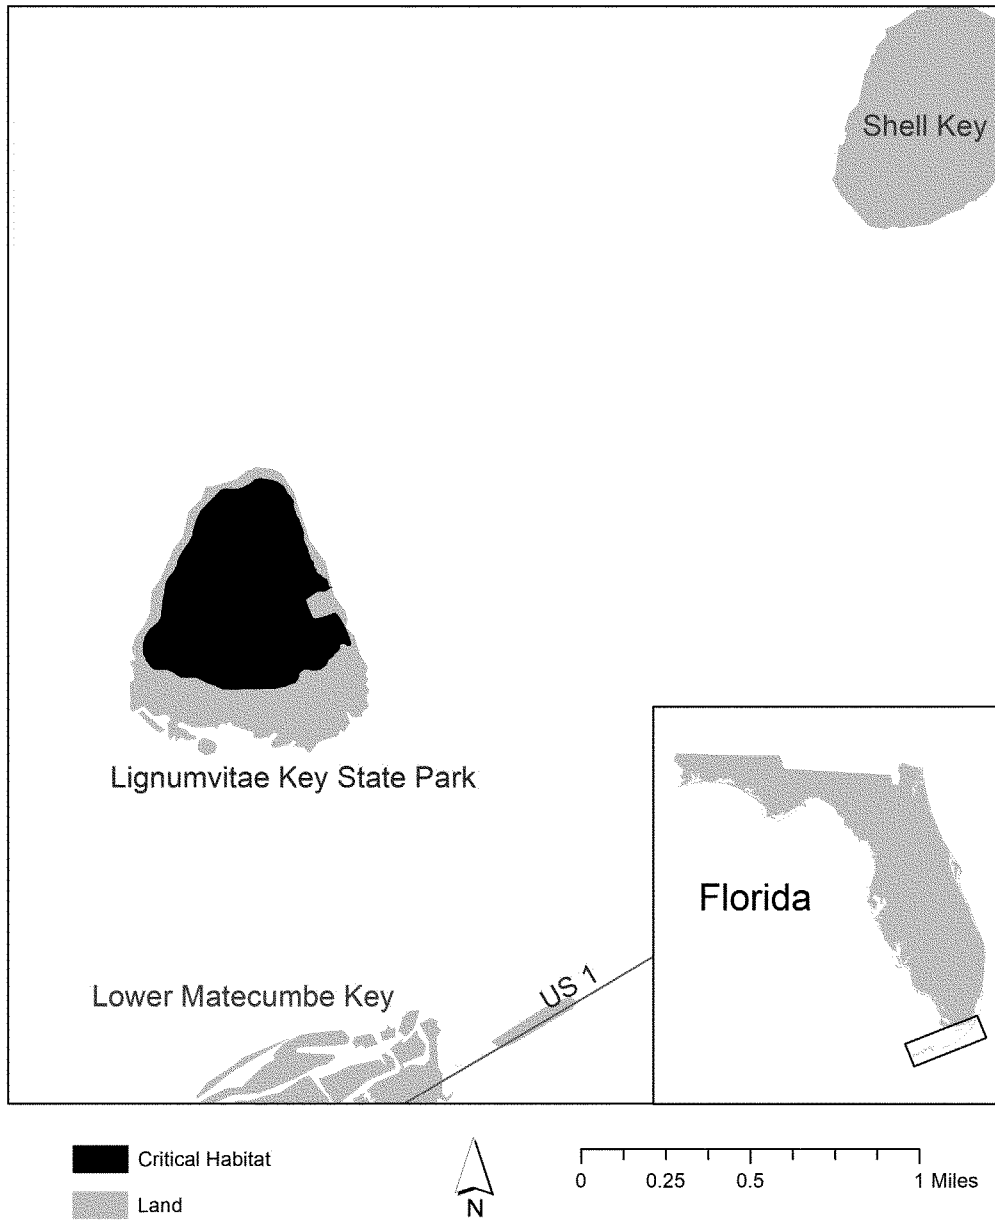 Shell Key
Lignumvitae Key State Park
Florida
Lower Matecumbe Key
US 1
Critical Habitat
Land
N
0 0.25 0.5 1 Miles